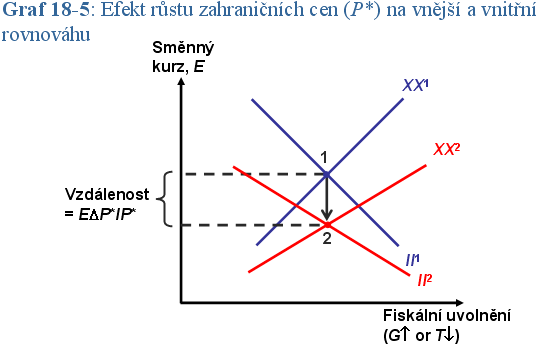 Graf 18-5: Efekt růstu zahraničních cen (P*) na vnější a vnitřní
rovnováhu
Směnný
kurz, E
XX¹
1
XX²
Vzdálenost
= EΔP*IP*
2
II¹
II²
Fiskální uvolnění
(G↑ or T↓)